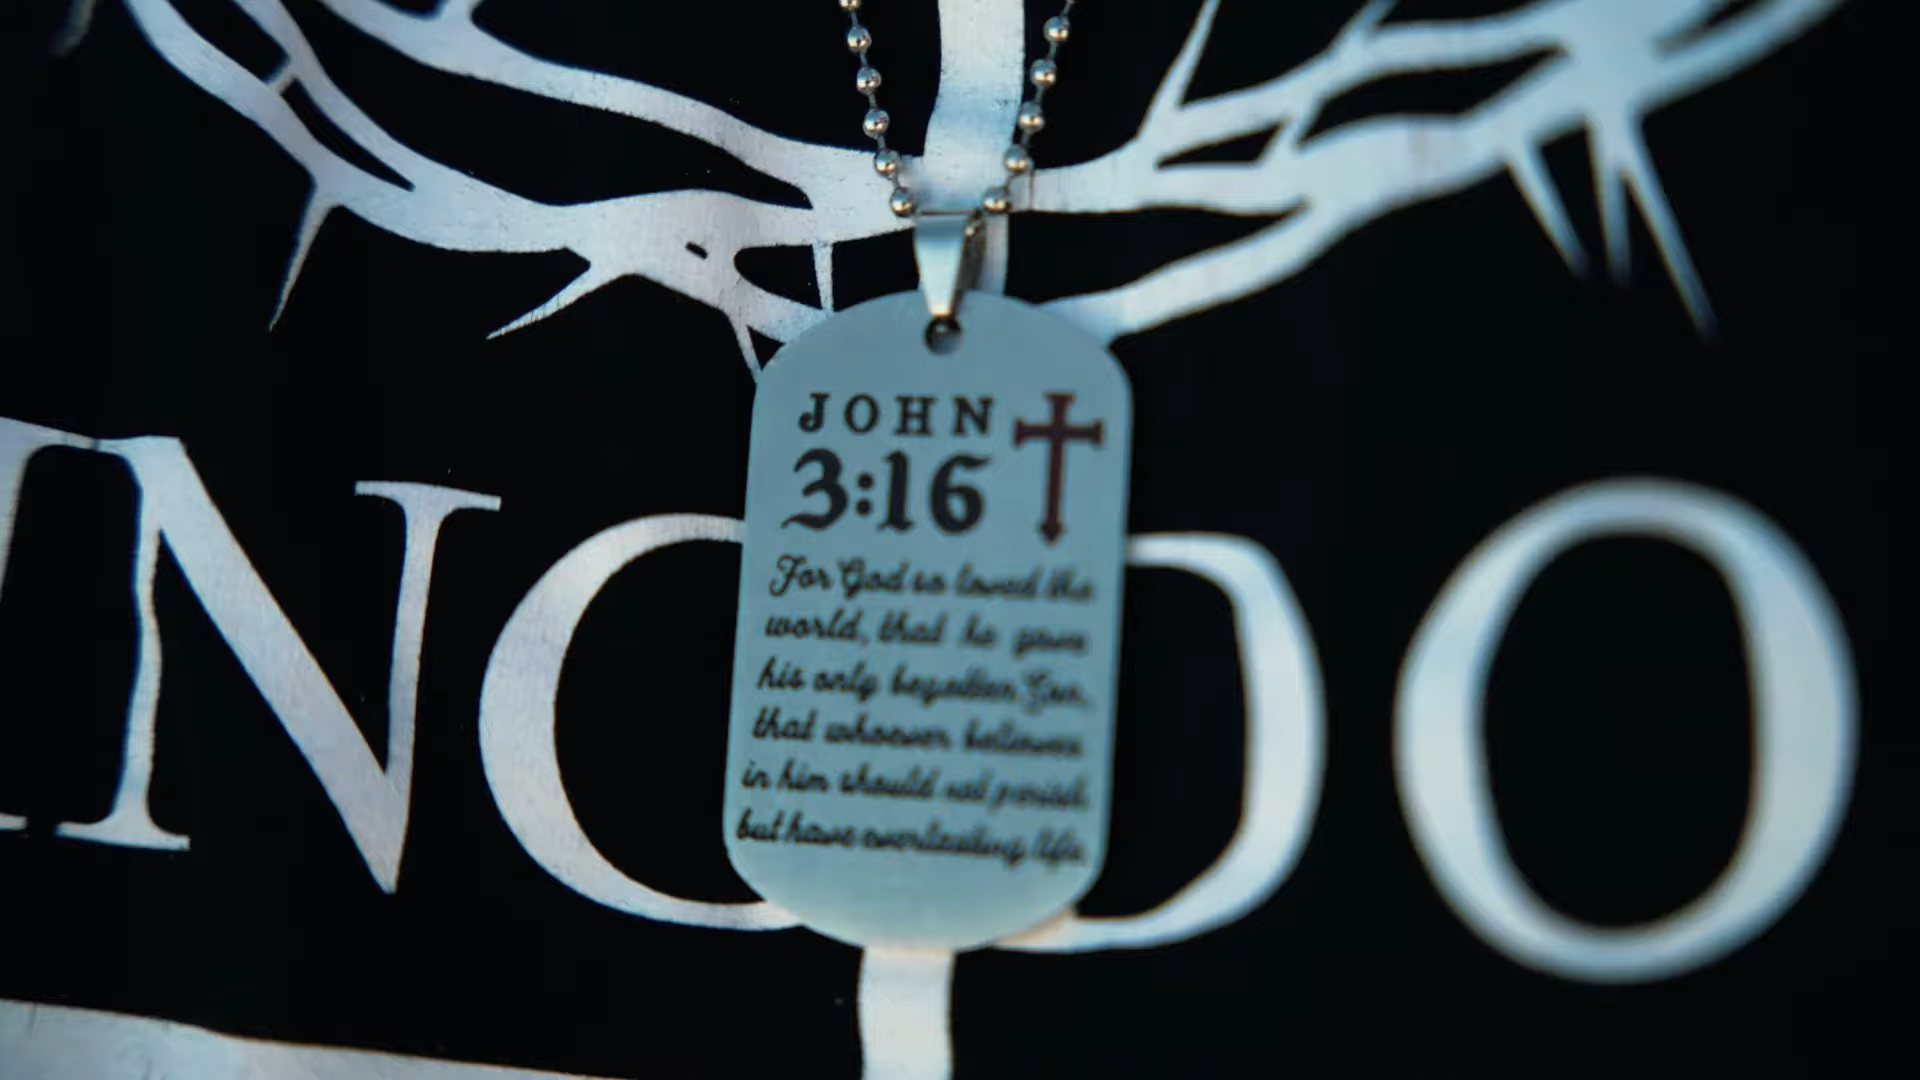 JOHN
3:16
For God so loved the
world, that he gave
his only begotten Son,
that whoever believes
in him should not perish
but have everlasting life
NGDO